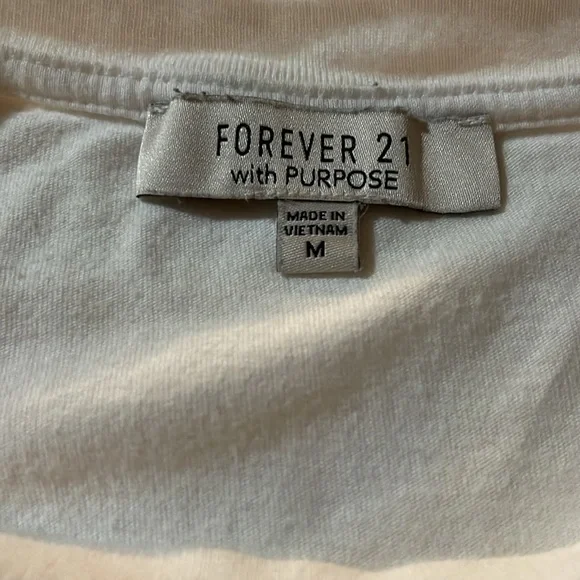 FOREVER 21
with PURPOSE
MADE IN
VIETNAM
M